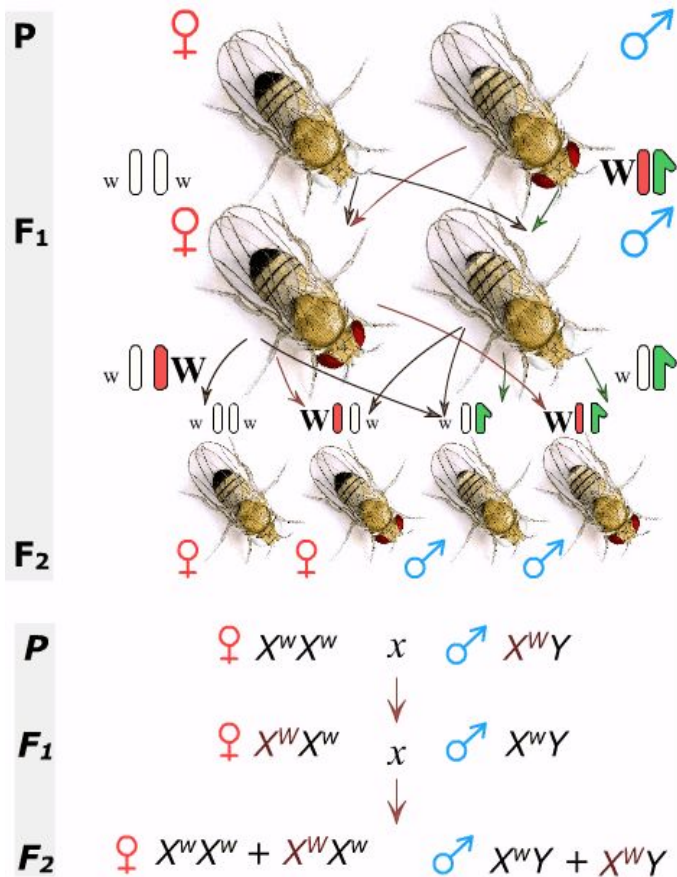 P ♀ ♂
w w W
F₁ ♀ ♂
w W w
w w W w w W
F₂ ♀ ♀ ♂ ♂
P ♀ XʷXʷ x ♂ XᵂY
F₁ ♀ XᵂXʷ x ♂ XʷY
F₂ ♀ XʷXʷ + XᵂXʷ ♂ XʷY + XᵂY